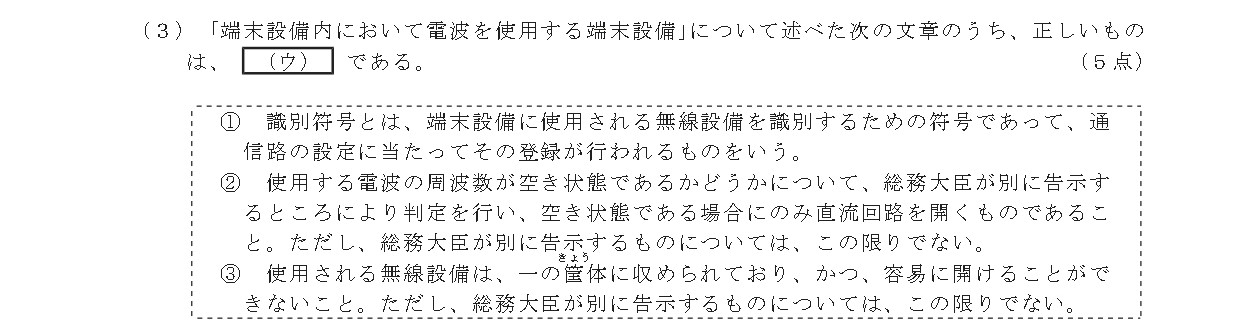 （３）「端末設備内において電波を使用する端末設備」について述べた次の文章のうち、正しいもの
は、 （ウ） である。 （５点）
① 識別符号とは、端末設備に使用される無線設備を識別するための符号であって、通
信路の設定に当たってその登録が行われるものをいう。
② 使用する電波の周波数が空き状態であるかどうかについて、総務大臣が別に告示す
るところにより判定を行い、空き状態である場合にのみ直流回路を開くものであるこ
と。ただし、総務大臣が別に告示するものについては、この限りでない。
きょう
③ 使用される無線設備は、一の筐体に収められており、かつ、容易に開けることがで
きないこと。ただし、総務大臣が別に告示するものについては、この限りでない。